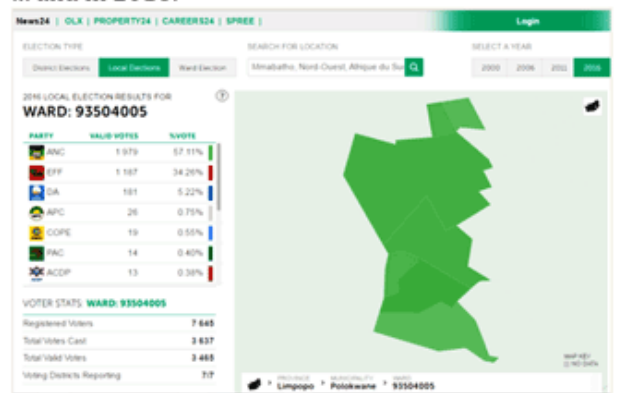 News24 | OLX | PROPERTY24 | CAREERS24 | SPREE |
Login
ELECTION TYPE
SEARCH FOR LOCATION
SELECT A YEAR
District Elections
Local Elections
Ward Election
Mmabatho, Nord-Ouest, Afrique du Su
2000
2006
2011
2016
2016 LOCAL ELECTION RESULTS FOR
WARD: 93504005
PARTY VALID VOTES %VOTE
ANC 1 979 57.11%
EFF 1 187 34.26%
DA 181 5.22%
APC 26 0.75%
COPE 19 0.55%
PAC 14 0.40%
ACDP 13 0.38%
VOTER STATS: WARD: 93504005
Registered Voters 7 645
Total Votes Cast 3 637
Total Valid Votes 3 465
Voting Districts Reporting 7/7
MAP KEY
NO DATA
PROVINCE MUNICIPALITY WARD
Limpopo > Polokwane > 93504005